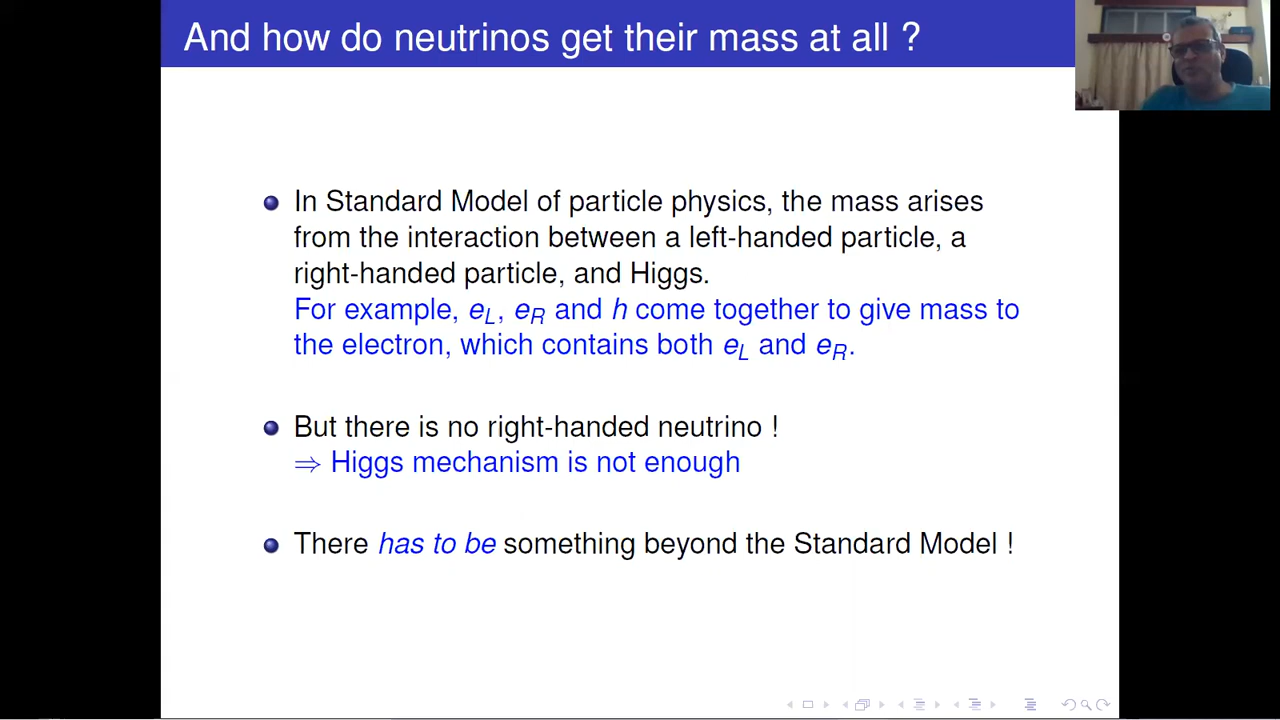 And how do neutrinos get their mass at all ?
In Standard Model of particle physics, the mass arises
from the interaction between a left-handed particle, a
right-handed particle, and Higgs.
For example, e_L, e_R and h come together to give mass to
the electron, which contains both e_L and e_R.
But there is no right-handed neutrino !
⇒ Higgs mechanism is not enough
There has to be something beyond the Standard Model !